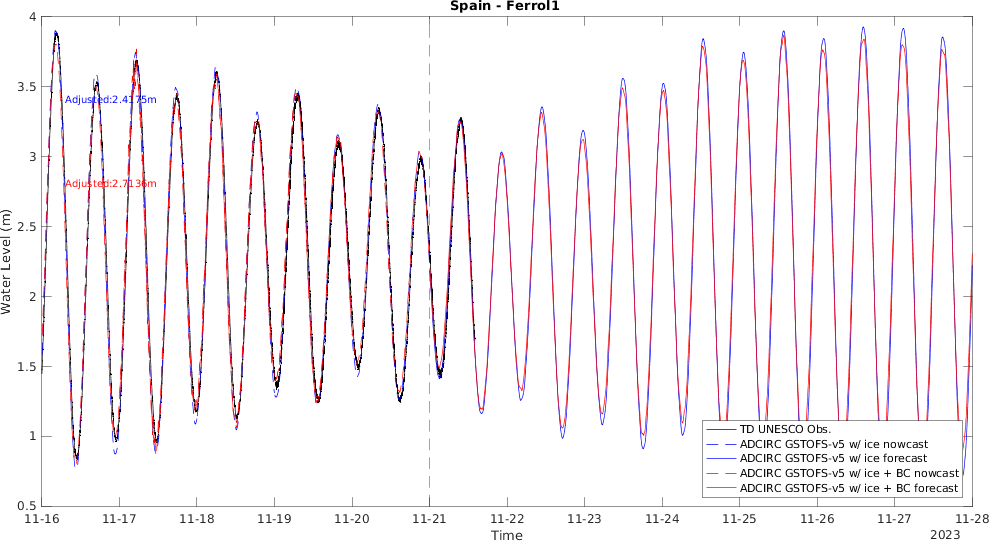 Spain - Ferrol1
4
3.5
3
2.5
2
1.5
1
0.5
Water Level (m)
Adjusted:2.4175m
Adjusted:2.7136m
TD UNESCO Obs.
ADCIRC GSTOFS-v5 w/ ice nowcast
ADCIRC GSTOFS-v5 w/ ice forecast
ADCIRC GSTOFS-v5 w/ ice + BC nowcast
ADCIRC GSTOFS-v5 w/ ice + BC forecast
11-16 11-17 11-18 11-19 11-20 11-21 11-22 11-23 11-24 11-25 11-26 11-27 11-28
Time
2023